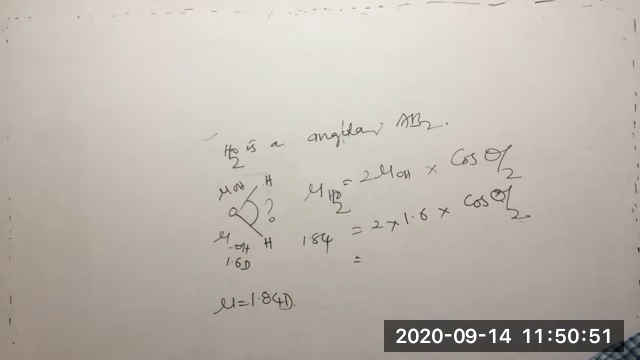 H2O is a angular AB2.
μOH H
μH2O = 2μOH × Cos θ/2
O ?
μOH H
1.84 = 2 × 1.6 × Cos θ/2
1.6D
=
μ = 1.84D.
2020-09-14 11:50:51